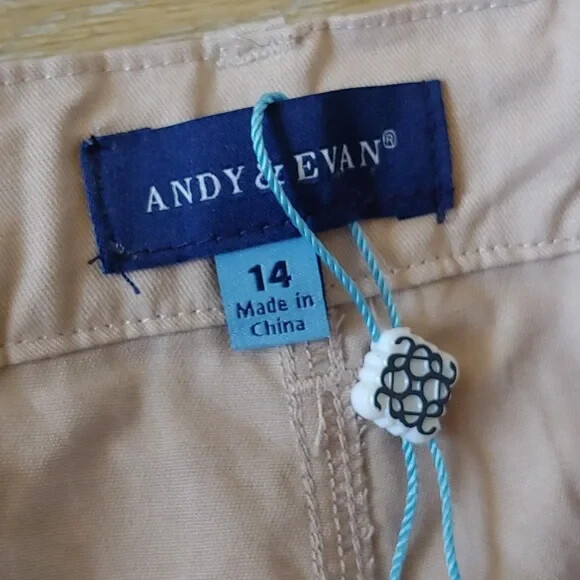 ANDY & EVAN®
14
Made in
China